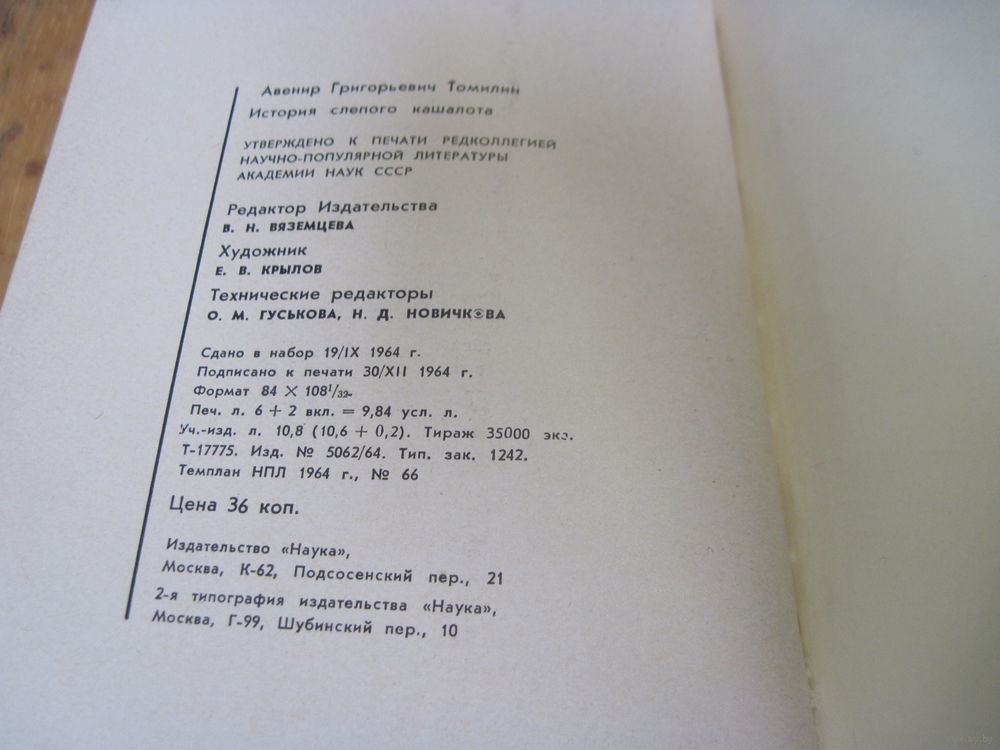 Авенир Григорьевич Томилин
История слепого кашалота
УТВЕРЖДЕНО К ПЕЧАТИ РЕДКОЛЛЕГИЕЙ
НАУЧНО-ПОПУЛЯРНОЙ ЛИТЕРАТУРЫ
АКАДЕМИИ НАУК СССР
Редактор Издательства
В. Н. ВЯЗЕМЦЕВА
Художник
Е. В. КРЫЛОВ
Технические редакторы
О. М. ГУСЬКОВА, Н. Д. НОВИЧКОВА
Сдано в набор 19/IX 1964 г.
Подписано к печати 30/XII 1964 г.
Формат 84 × 108¹/₃₂.
Печ. л. 6 + 2 вкл. = 9,84 усл. л.
Уч.-изд. л. 10,8 (10,6 + 0,2). Тираж 35000 экз.
Т-17775. Изд. № 5062/64. Тип. зак. 1242.
Темплан НПЛ 1964 г., № 66
Цена 36 коп.
Издательство «Наука»,
Москва, К-62, Подсосенский пер., 21
2-я типография издательства «Наука»,
Москва, Г-99, Шубинский пер., 10